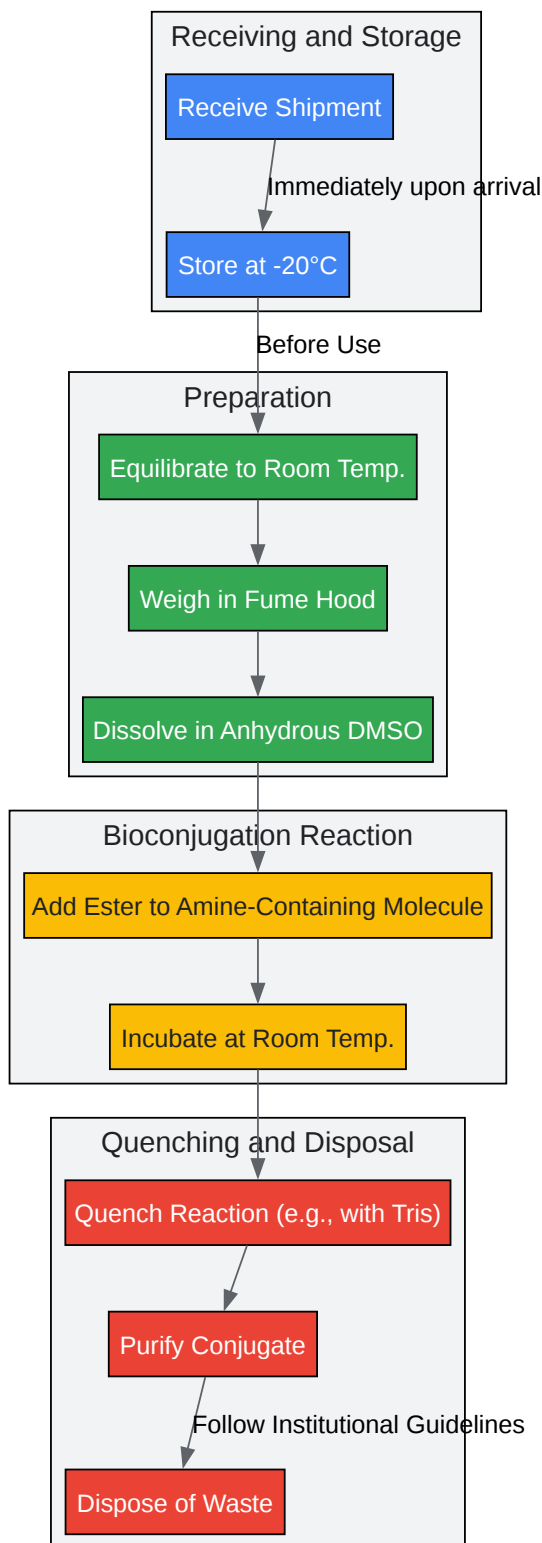 Receiving and Storage
Receive Shipment
Immediately upon arrival
Store at -20°C
Before Use
Preparation
Equilibrate to Room Temp.
Weigh in Fume Hood
Dissolve in Anhydrous DMSO
Bioconjugation Reaction
Add Ester to Amine-Containing Molecule
Incubate at Room Temp.
Quenching and Disposal
Quench Reaction (e.g., with Tris)
Purify Conjugate
Follow Institutional Guidelines
Dispose of Waste